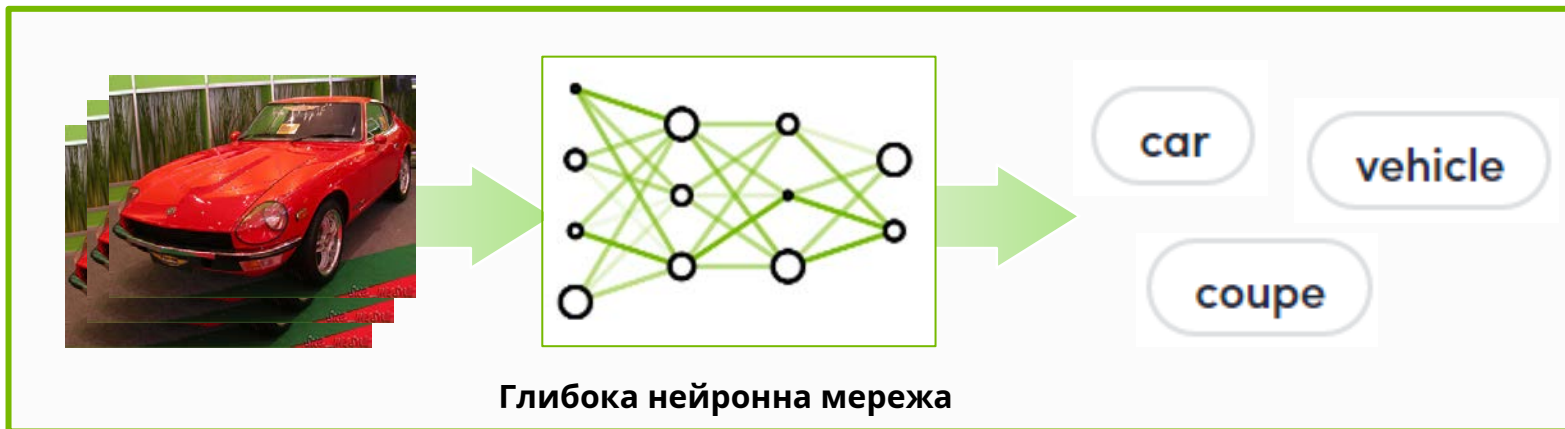 car
vehicle
coupe
Глибока нейронна мережа